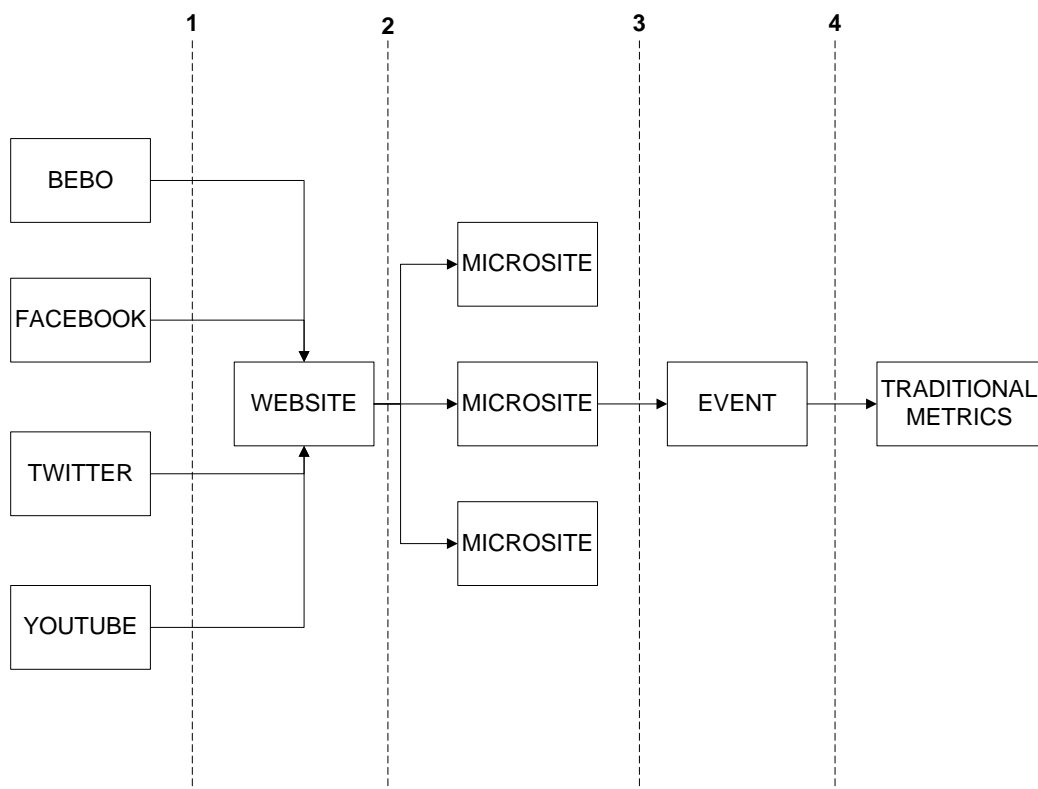 1
2
3
4
BEBO
FACEBOOK
TWITTER
YOUTUBE
WEBSITE
MICROSITE
MICROSITE
MICROSITE
EVENT
TRADITIONAL
METRICS